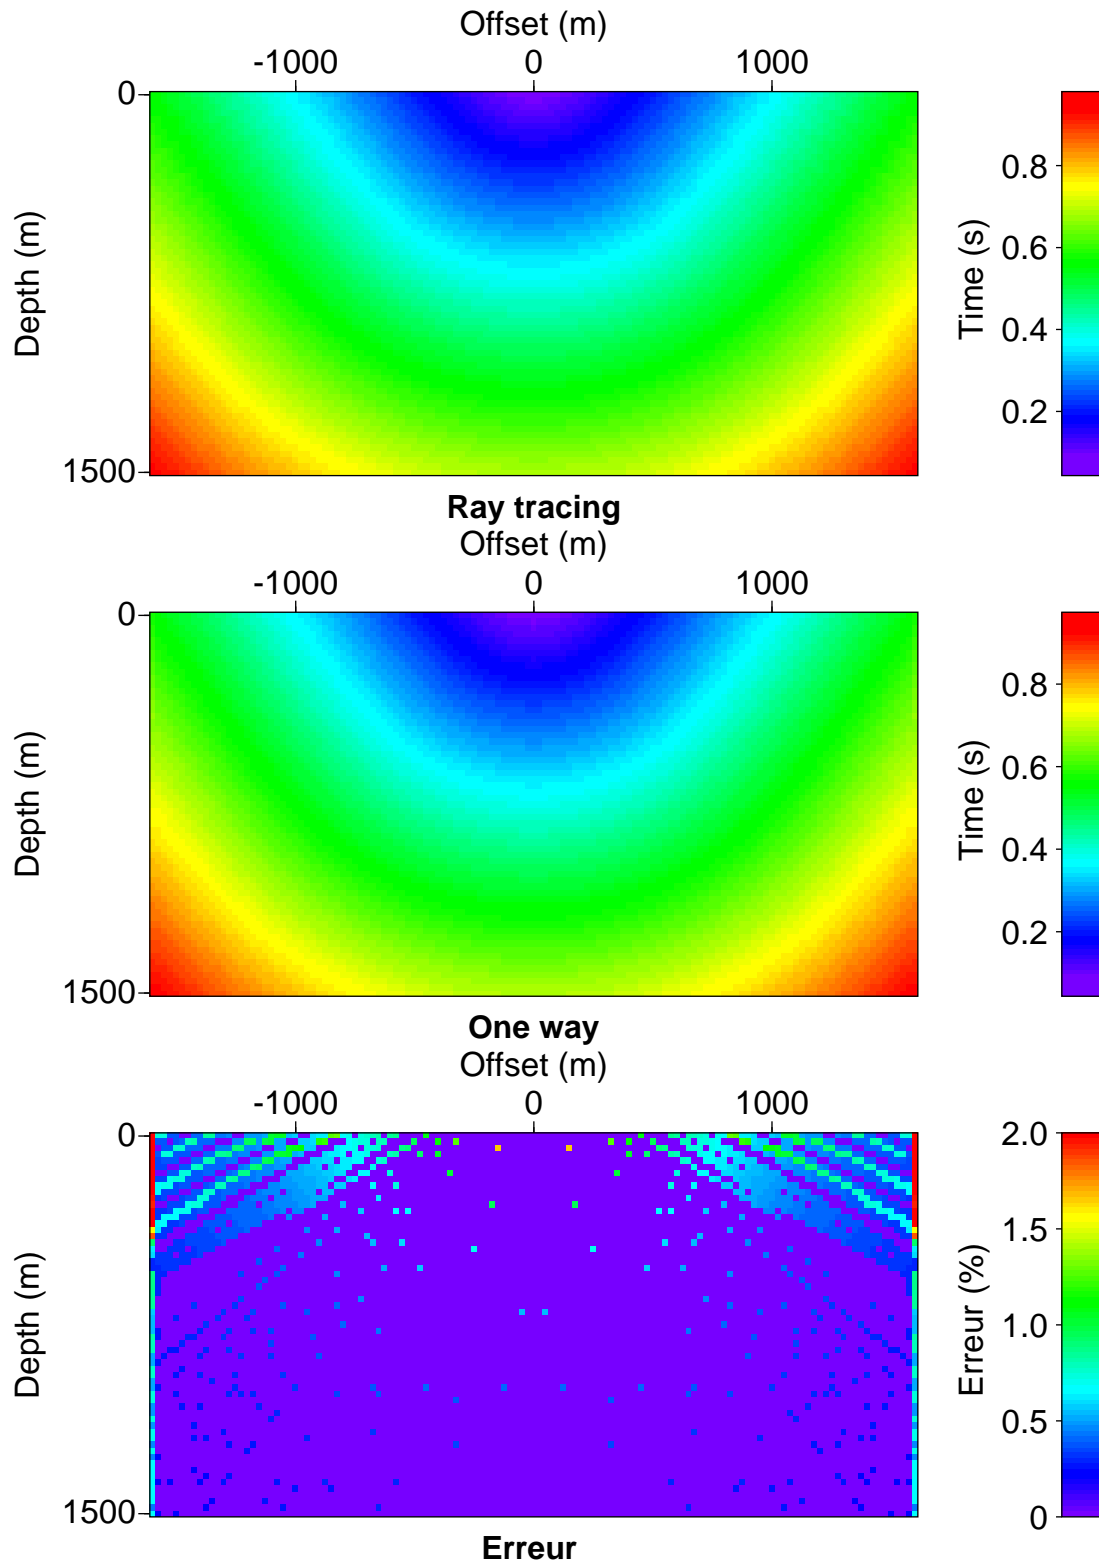 Offset (m)
-1000 0 1000
0
1500
Depth (m)
Time (s)
0.8
0.6
0.4
0.2
Ray tracing
Offset (m)
-1000 0 1000
0
1500
Depth (m)
Time (s)
0.8
0.6
0.4
0.2
One way
Offset (m)
-1000 0 1000
0
1500
Depth (m)
Erreur (%)
2.0
1.5
1.0
0.5
0
Erreur